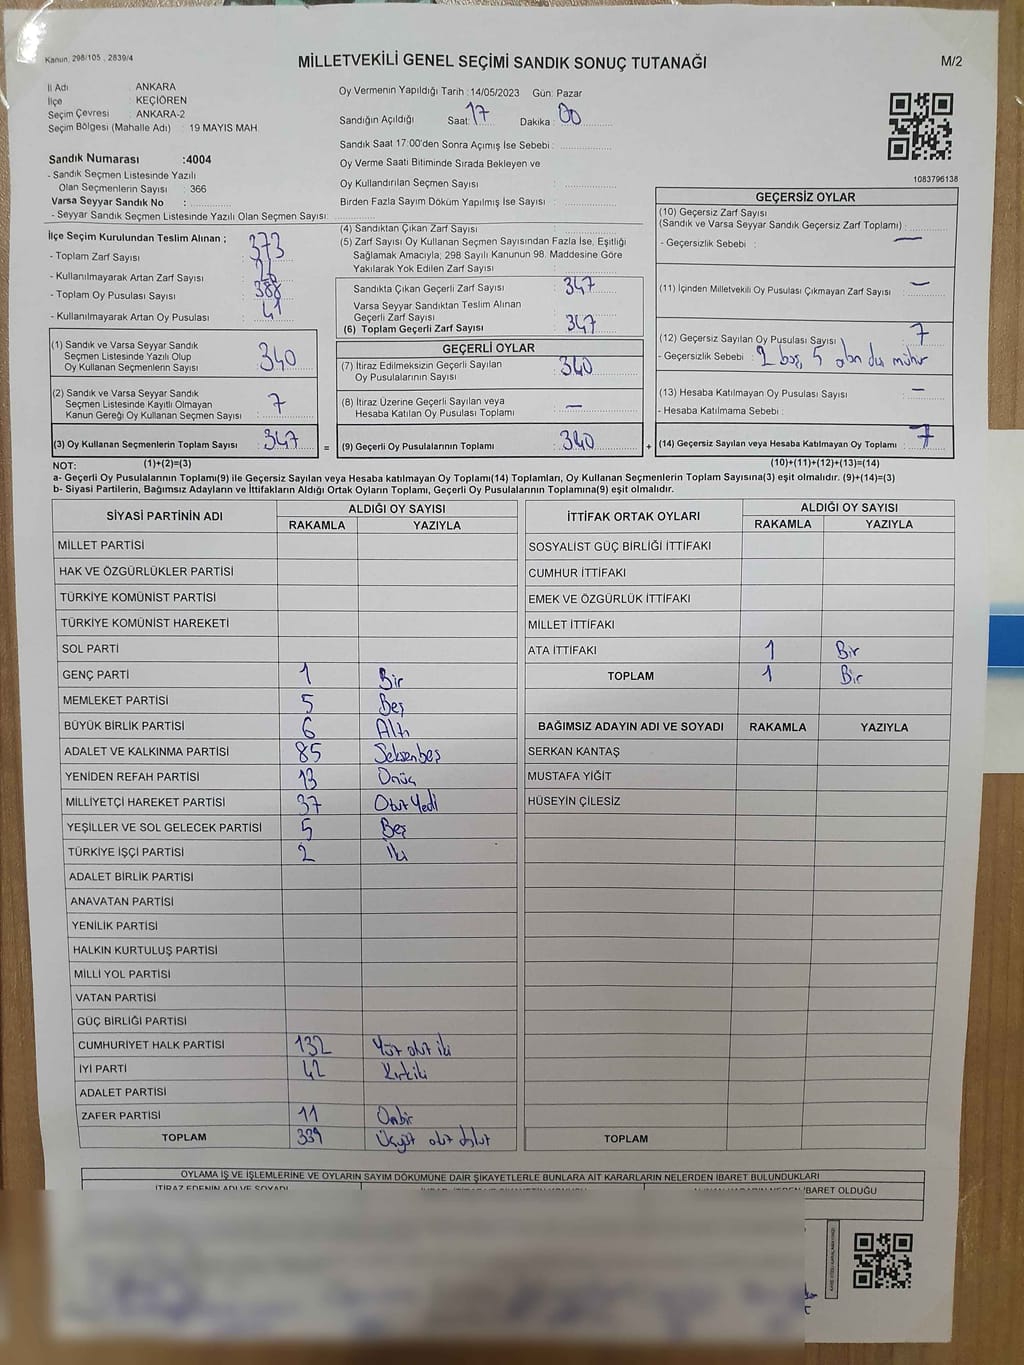 Kanun, 298/105 , 2839/4
MİLLETVEKİLİ GENEL SEÇİMİ SANDIK SONUÇ TUTANAĞI
M/2
İl Adı : ANKARA
İlçe : KEÇİÖREN
Seçim Çevresi : ANKARA-2
Seçim Bölgesi (Mahalle Adı) : 19 MAYIS MAH.
Oy Vermenin Yapıldığı Tarih :14/05/2023 Gün: Pazar
Sandığın Açıldığı Saat: 17 Dakika : 00
Sandık Saat 17:00'den Sonra Açımış İse Sebebi :
Oy Verme Saati Bitiminde Sırada Bekleyen ve
Oy Kullandırılan Seçmen Sayısı :
Birden Fazla Sayım Döküm Yapılmış İse Sayısı :
1083796138
Sandık Numarası :4004
- Sandık Seçmen Listesinde Yazılı
Olan Seçmenlerin Sayısı : 366
Varsa Seyyar Sandık No :
- Seyyar Sandık Seçmen Listesinde Yazılı Olan Seçmen Sayısı:
İlçe Seçim Kurulundan Teslim Alınan ;
- Toplam Zarf Sayısı : 373
- Kullanılmayarak Artan Zarf Sayısı :
- Toplam Oy Pusulası Sayısı : 388
- Kullanılmayarak Artan Oy Pusulası : 41
(4) Sandıktan Çıkan Zarf Sayısı :
(5) Zarf Sayısı Oy Kullanan Seçmen Sayısından Fazla İse, Eşitliği
Sağlamak Amacıyla; 298 Sayılı Kanunun 98. Maddesine Göre
Yakılarak Yok Edilen Zarf Sayısı :
Sandıkta Çıkan Geçerli Zarf Sayısı : 347
Varsa Seyyar Sandıktan Teslim Alınan
Geçerli Zarf Sayısı :
(6) Toplam Geçerli Zarf Sayısı : 347
GEÇERSİZ OYLAR
(10) Geçersiz Zarf Sayısı
(Sandık ve Varsa Seyyar Sandık Geçersiz Zarf Toplamı) :
- Geçersizlik Sebebi : —
(11) İçinden Milletvekili Oy Pusulası Çıkmayan Zarf Sayısı : —
(12) Geçersiz Sayılan Oy Pusulası Sayısı : 7
- Geçersizlik Sebebi : 2 boş, 5 alan dışı mühür
(13) Hesaba Katılmayan Oy Pusulası Sayısı : —
- Hesaba Katılmama Sebebi :
(14) Geçersiz Sayılan veya Hesaba Katılmayan Oy Toplamı : 7
(1) Sandık ve Varsa Seyyar Sandık
Seçmen Listesinde Yazılı Olup
Oy Kullanan Seçmenlerin Sayısı : 340
(2) Sandık ve Varsa Seyyar Sandık
Seçmen Listesinde Kayıtlı Olmayan
Kanun Gereği Oy Kullanan Seçmen Sayısı : 7
(3) Oy Kullanan Seçmenlerin Toplam Sayısı : 347
GEÇERLİ OYLAR
(7) İtiraz Edilmeksizin Geçerli Sayılan
Oy Pusulalarının Sayısı : 340
(8) İtiraz Üzerine Geçerli Sayılan veya
Hesaba Katılan Oy Pusulası Toplamı : —
= (9) Geçerli Oy Pusulalarının Toplamı : 340 +
NOT: (1)+(2)=(3) (10)+(11)+(12)+(13)=(14)
a- Geçerli Oy Pusulalarının Toplamı(9) ile Geçersiz Sayılan veya Hesaba katılmayan Oy Toplamı(14) Toplamları, Oy Kullanan Seçmenlerin Toplam Sayısına(3) eşit olmalıdır. (9)+(14)=(3)
b- Siyasi Partilerin, Bağımsız Adayların ve İttifakların Aldığı Ortak Oyların Toplamı, Geçerli Oy Pusulalarının Toplamına(9) eşit olmalıdır.
SİYASİ PARTİNİN ADI ALDIĞI OY SAYISI
RAKAMLA YAZIYLA
MİLLET PARTİSİ
HAK VE ÖZGÜRLÜKLER PARTİSİ
TÜRKİYE KOMÜNİST PARTİSİ
TÜRKİYE KOMÜNİST HAREKETİ
SOL PARTİ
GENÇ PARTİ 1 Bir
MEMLEKET PARTİSİ 5 Beş
BÜYÜK BİRLİK PARTİSİ 6 Altı
ADALET VE KALKINMA PARTİSİ 85 Seksenbeş
YENİDEN REFAH PARTİSİ 13 Onüç
MİLLİYETÇİ HAREKET PARTİSİ 37 Otuz Yedi
YEŞİLLER VE SOL GELECEK PARTİSİ 5 Beş
TÜRKİYE İŞÇİ PARTİSİ 2 İki
ADALET BİRLİK PARTİSİ
ANAVATAN PARTİSİ
YENİLİK PARTİSİ
HALKIN KURTULUŞ PARTİSİ
MİLLİ YOL PARTİSİ
VATAN PARTİSİ
GÜÇ BİRLİĞİ PARTİSİ
CUMHURİYET HALK PARTİSİ 132 Yüz otuz iki
İYİ PARTİ 42 Kırkiki
ADALET PARTİSİ
ZAFER PARTİSİ 11 Onbir
TOPLAM 339 Üçyüz otuz dokuz
İTTİFAK ORTAK OYLARI ALDIĞI OY SAYISI
RAKAMLA YAZIYLA
SOSYALİST GÜÇ BİRLİĞİ İTTİFAKI
CUMHUR İTTİFAKI
EMEK VE ÖZGÜRLÜK İTTİFAKI
MİLLET İTTİFAKI
ATA İTTİFAKI 1 Bir
TOPLAM 1 Bir
BAĞIMSIZ ADAYIN ADI VE SOYADI RAKAMLA YAZIYLA
SERKAN KANTAŞ
MUSTAFA YİĞİT
HÜSEYİN ÇİLESİZ
TOPLAM
OYLAMA İŞ VE İŞLEMLERİNE VE OYLARIN SAYIM DÖKÜMÜNE DAİR ŞİKAYETLERLE BUNLARA AİT KARARLARIN NELERDEN İBARET BULUNDUKLARI
İTİRAZ EDENİN ADI VE SOYADI
İBARET OLDUĞU